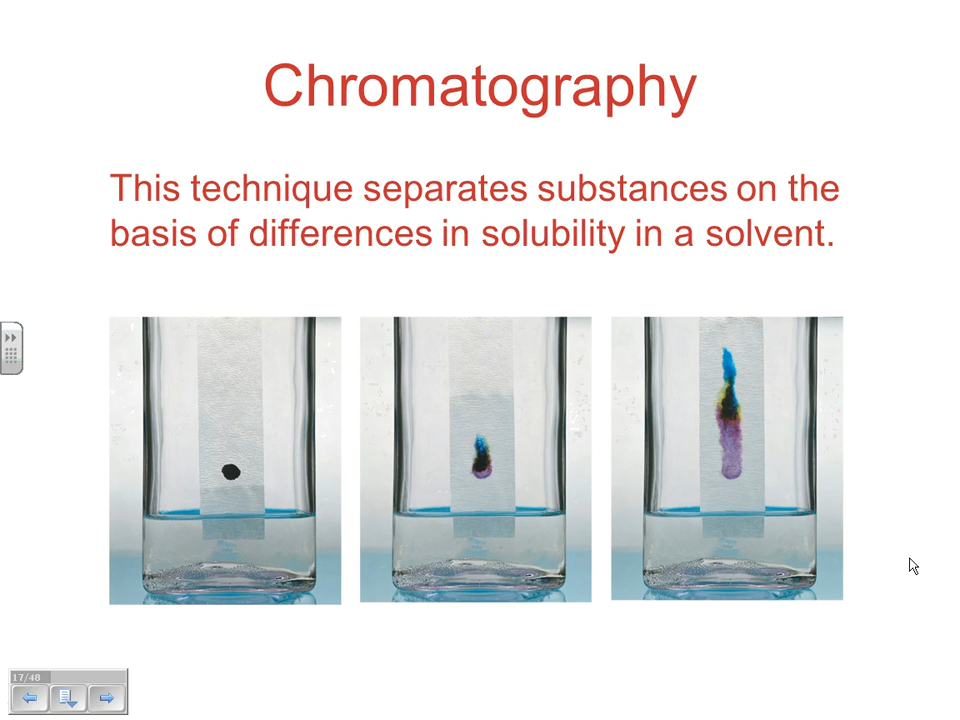 Chromatography
This technique separates substances on the
basis of differences in solubility in a solvent.
17/48